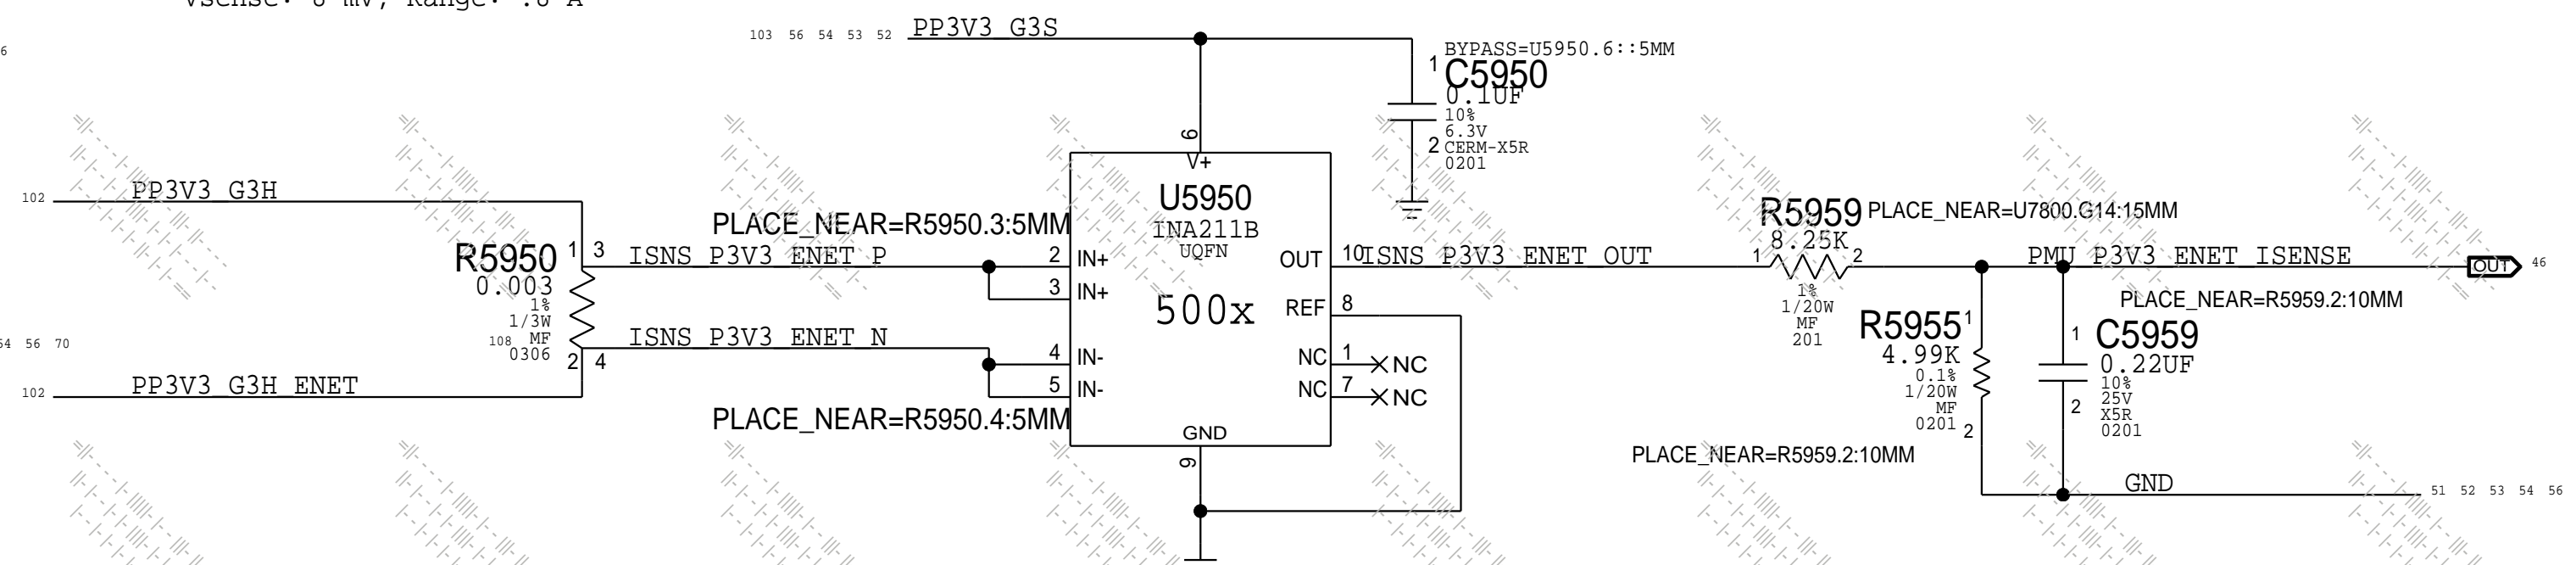 103 56 54 53 52 PP3V3_G3S
6
BYPASS=U5950.6::5MM
1
C5950
0.1UF
10%
6.3V
2 CERM-X5R
0201
6
V+
U5950
INA211B
UQFN
500x
102 PP3V3_G3H
PLACE_NEAR=R5950.3:5MM
R5950
0.003
1%
1/3W
108 MF
0306
1 3
2 4
ISNS_P3V3_ENET_P
2 IN+
3 IN+
ISNS_P3V3_ENET_N
4 IN-
5 IN-
54 56 70
102 PP3V3_G3H_ENET
PLACE_NEAR=R5950.4:5MM
GND
9
OUT 10 ISNS_P3V3_ENET_OUT
REF 8
NC 1 NC
NC 7 NC
R5959 PLACE_NEAR=U7800.G14:15MM
8.25K
1 2
1%
1/20W
MF
201
PMU_P3V3_ENET_ISENSE
OUT 46
PLACE_NEAR=R5959.2:10MM
R5955 1
4.99K
0.1%
1/20W
MF
0201 2
1
C5959
0.22UF
10%
25V
2 X5R
0201
PLACE_NEAR=R5959.2:10MM
GND
51 52 53 54 56